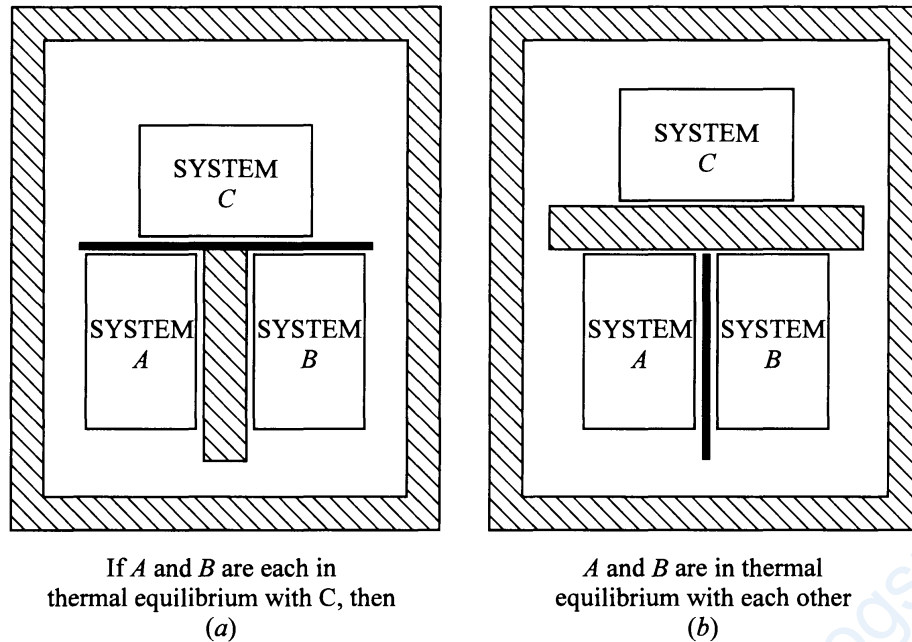 SYSTEM
C
SYSTEM
A
SYSTEM
B
If A and B are each in
thermal equilibrium with C, then
(a)
SYSTEM
C
SYSTEM
A
SYSTEM
B
A and B are in thermal
equilibrium with each other
(b)